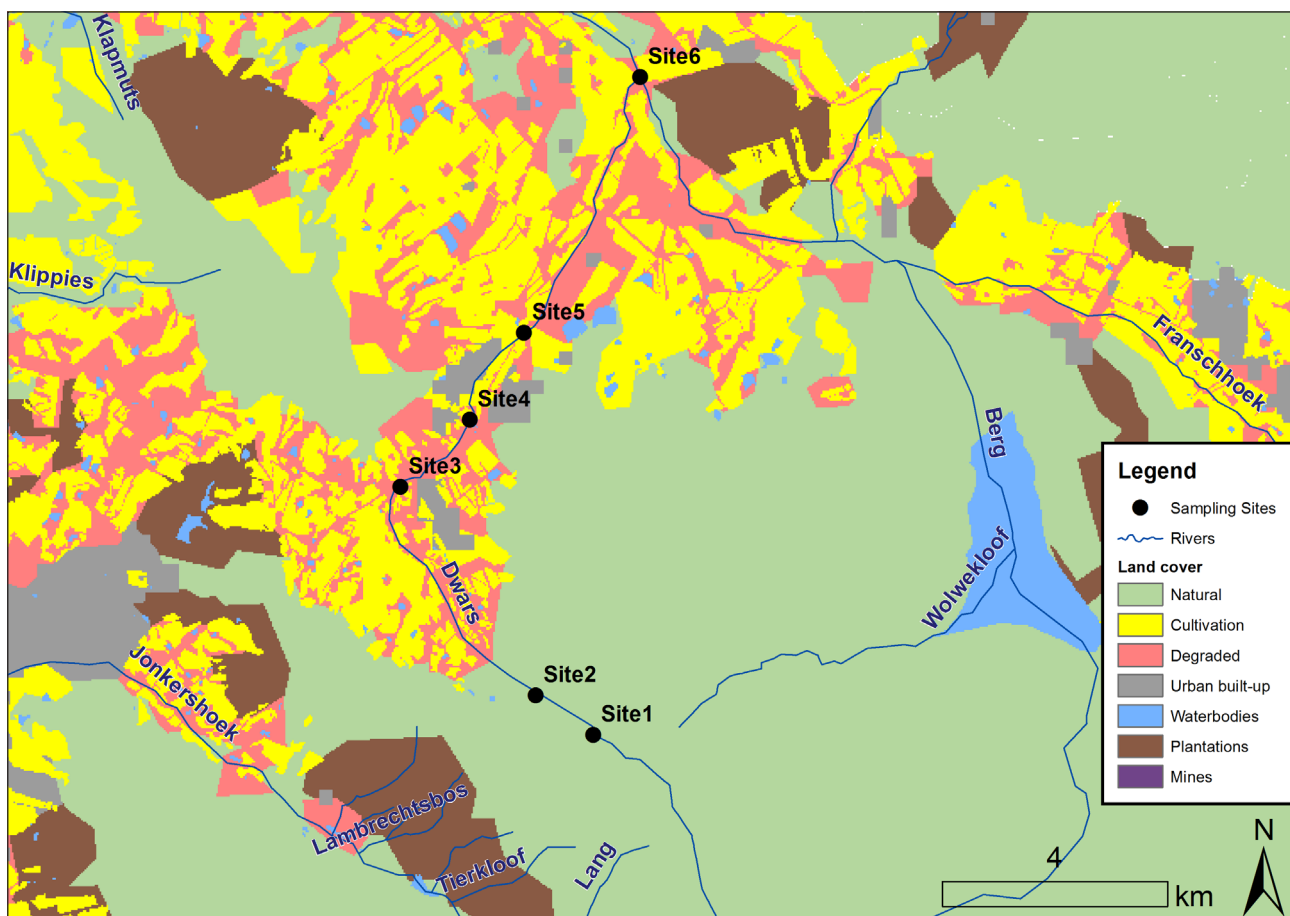 Klapmuts
Site6
Klippies
Site5
Franschhoek
Site4
Berg
Site3
Dwars
Wolwekloof
Jonkershoek
Site2
Site1
Lambrechtsbos
Tierkloof
Lang
Legend
Sampling Sites
Rivers
Land cover
Natural
Cultivation
Degraded
Urban built-up
Waterbodies
Plantations
Mines
4
km
N